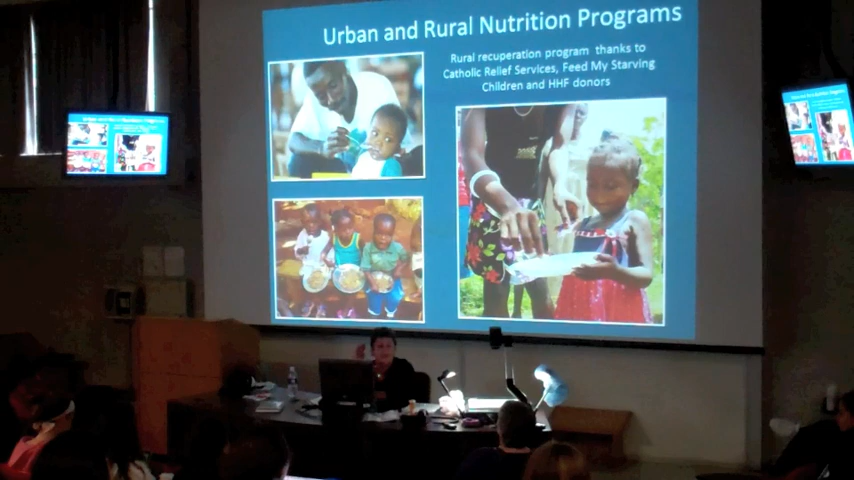 Urban and Rural Nutrition Programs
Rural recuperation program thanks to
Catholic Relief Services, Feed My Starving
Children and HHF donors